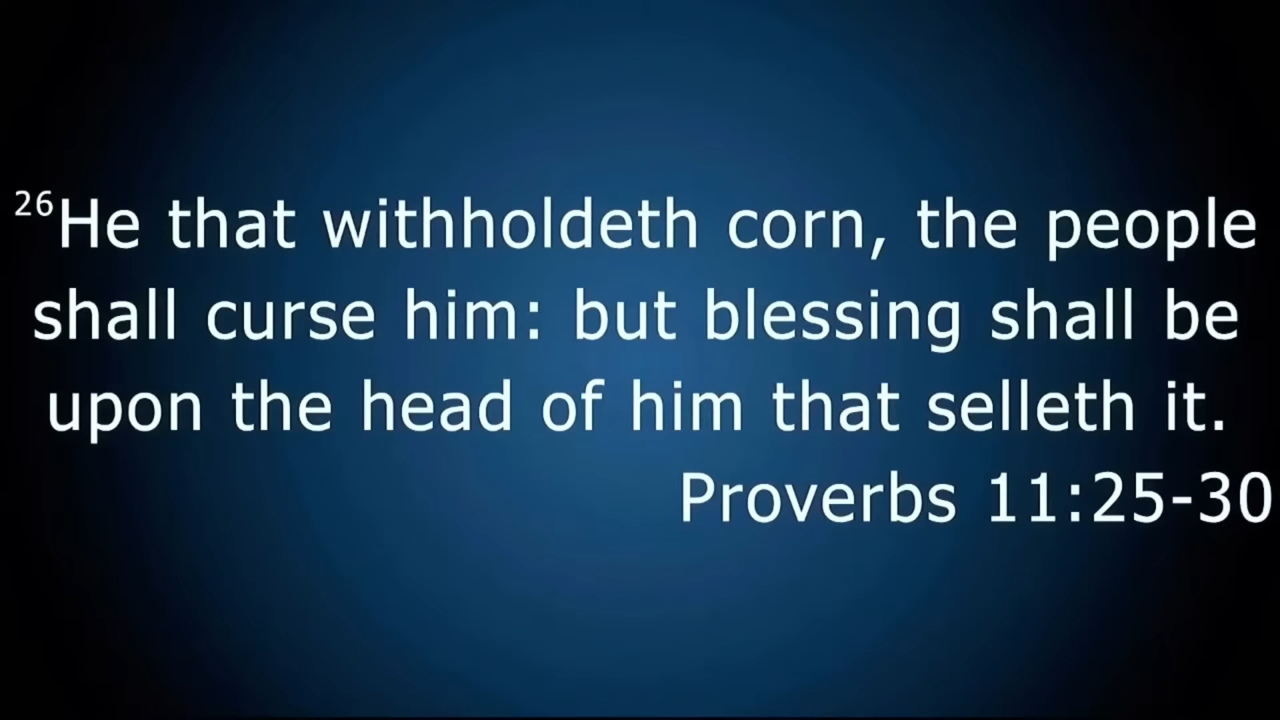 26He that withholdeth corn, the people
shall curse him: but blessing shall be
upon the head of him that selleth it.
Proverbs 11:25-30